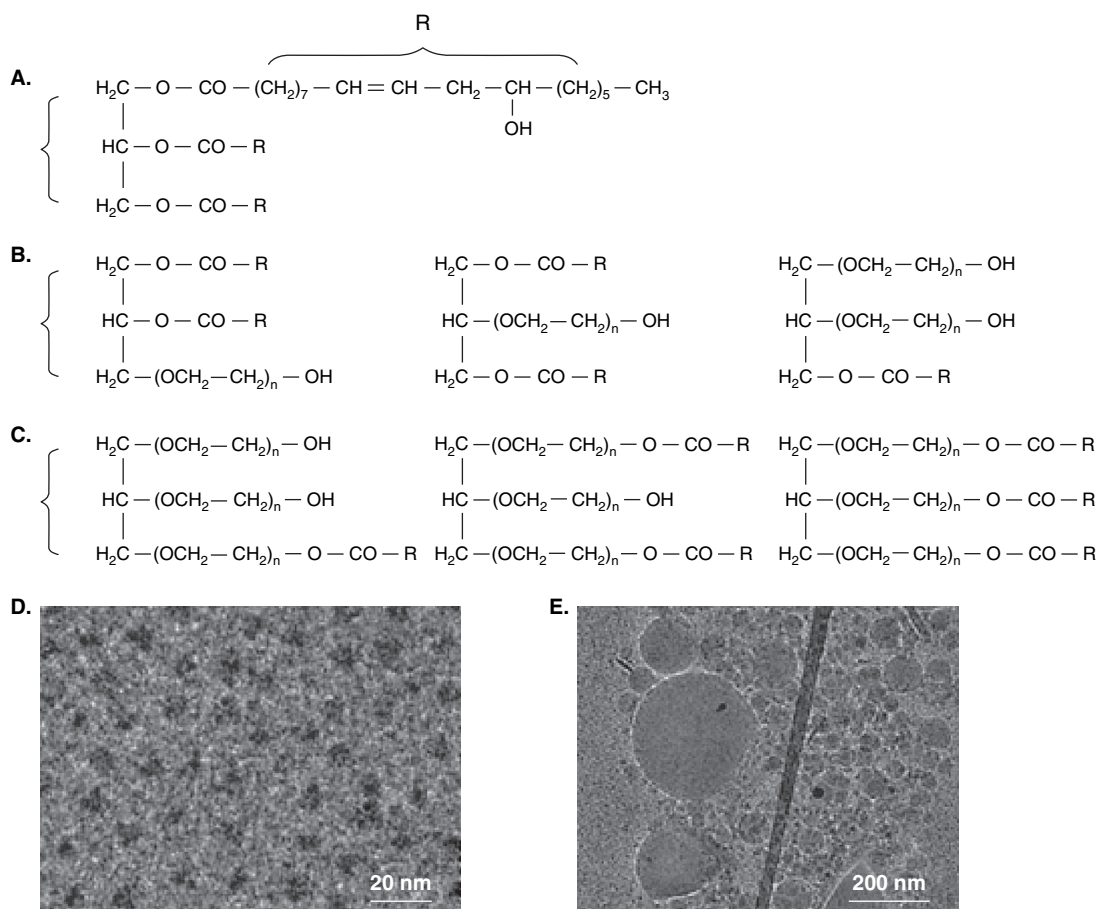 R
A.
H₂C — O — CO — (CH₂)₇ — CH = CH — CH₂ — CH — (CH₂)₅ — CH₃
OH
HC — O — CO — R
H₂C — O — CO — R
B.
H₂C — O — CO — R H₂C — O — CO — R H₂C — (OCH₂ — CH₂)ₙ — OH
HC — O — CO — R HC — (OCH₂ — CH₂)ₙ — OH HC — (OCH₂ — CH₂)ₙ — OH
H₂C — (OCH₂ — CH₂)ₙ — OH H₂C — O — CO — R H₂C — O — CO — R
C.
H₂C — (OCH₂ — CH₂)ₙ — OH H₂C — (OCH₂ — CH₂)ₙ — O — CO — R H₂C — (OCH₂ — CH₂)ₙ — O — CO — R
HC — (OCH₂ — CH₂)ₙ — OH HC — (OCH₂ — CH₂)ₙ — OH HC — (OCH₂ — CH₂)ₙ — O — CO — R
H₂C — (OCH₂ — CH₂)ₙ — O — CO — R H₂C — (OCH₂ — CH₂)ₙ — O — CO — R H₂C — (OCH₂ — CH₂)ₙ — O — CO — R
D. E.
20 nm 200 nm